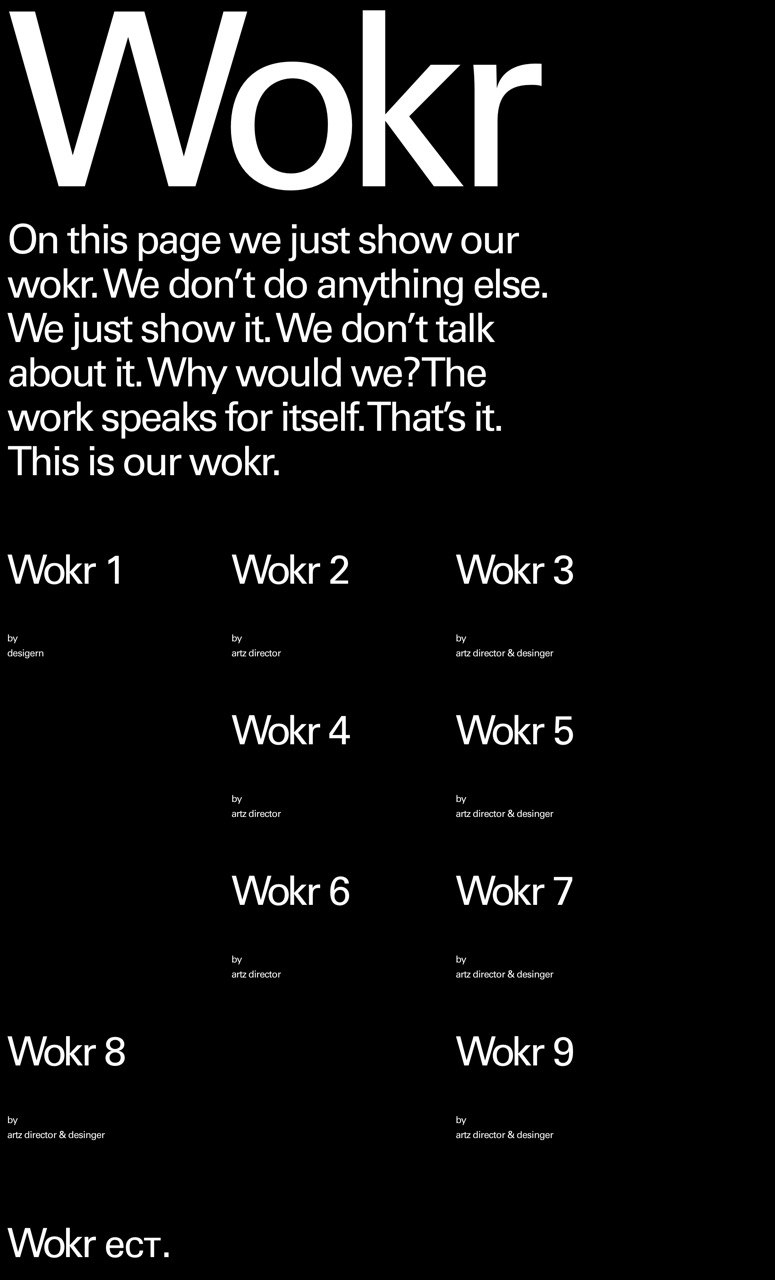 Wokr
On this page we just show our
wokr. We don’t do anything else.
We just show it. We don’t talk
about it. Why would we? The
work speaks for itself. That’s it.
This is our wokr.
Wokr 1
by
desigern
Wokr 2
by
artz director
Wokr 3
by
artz director & desinger
Wokr 4
by
artz director
Wokr 5
by
artz director & desinger
Wokr 6
by
artz director
Wokr 7
by
artz director & desinger
Wokr 8
by
artz director & desinger
Wokr 9
by
artz director & desinger
Wokr ест.